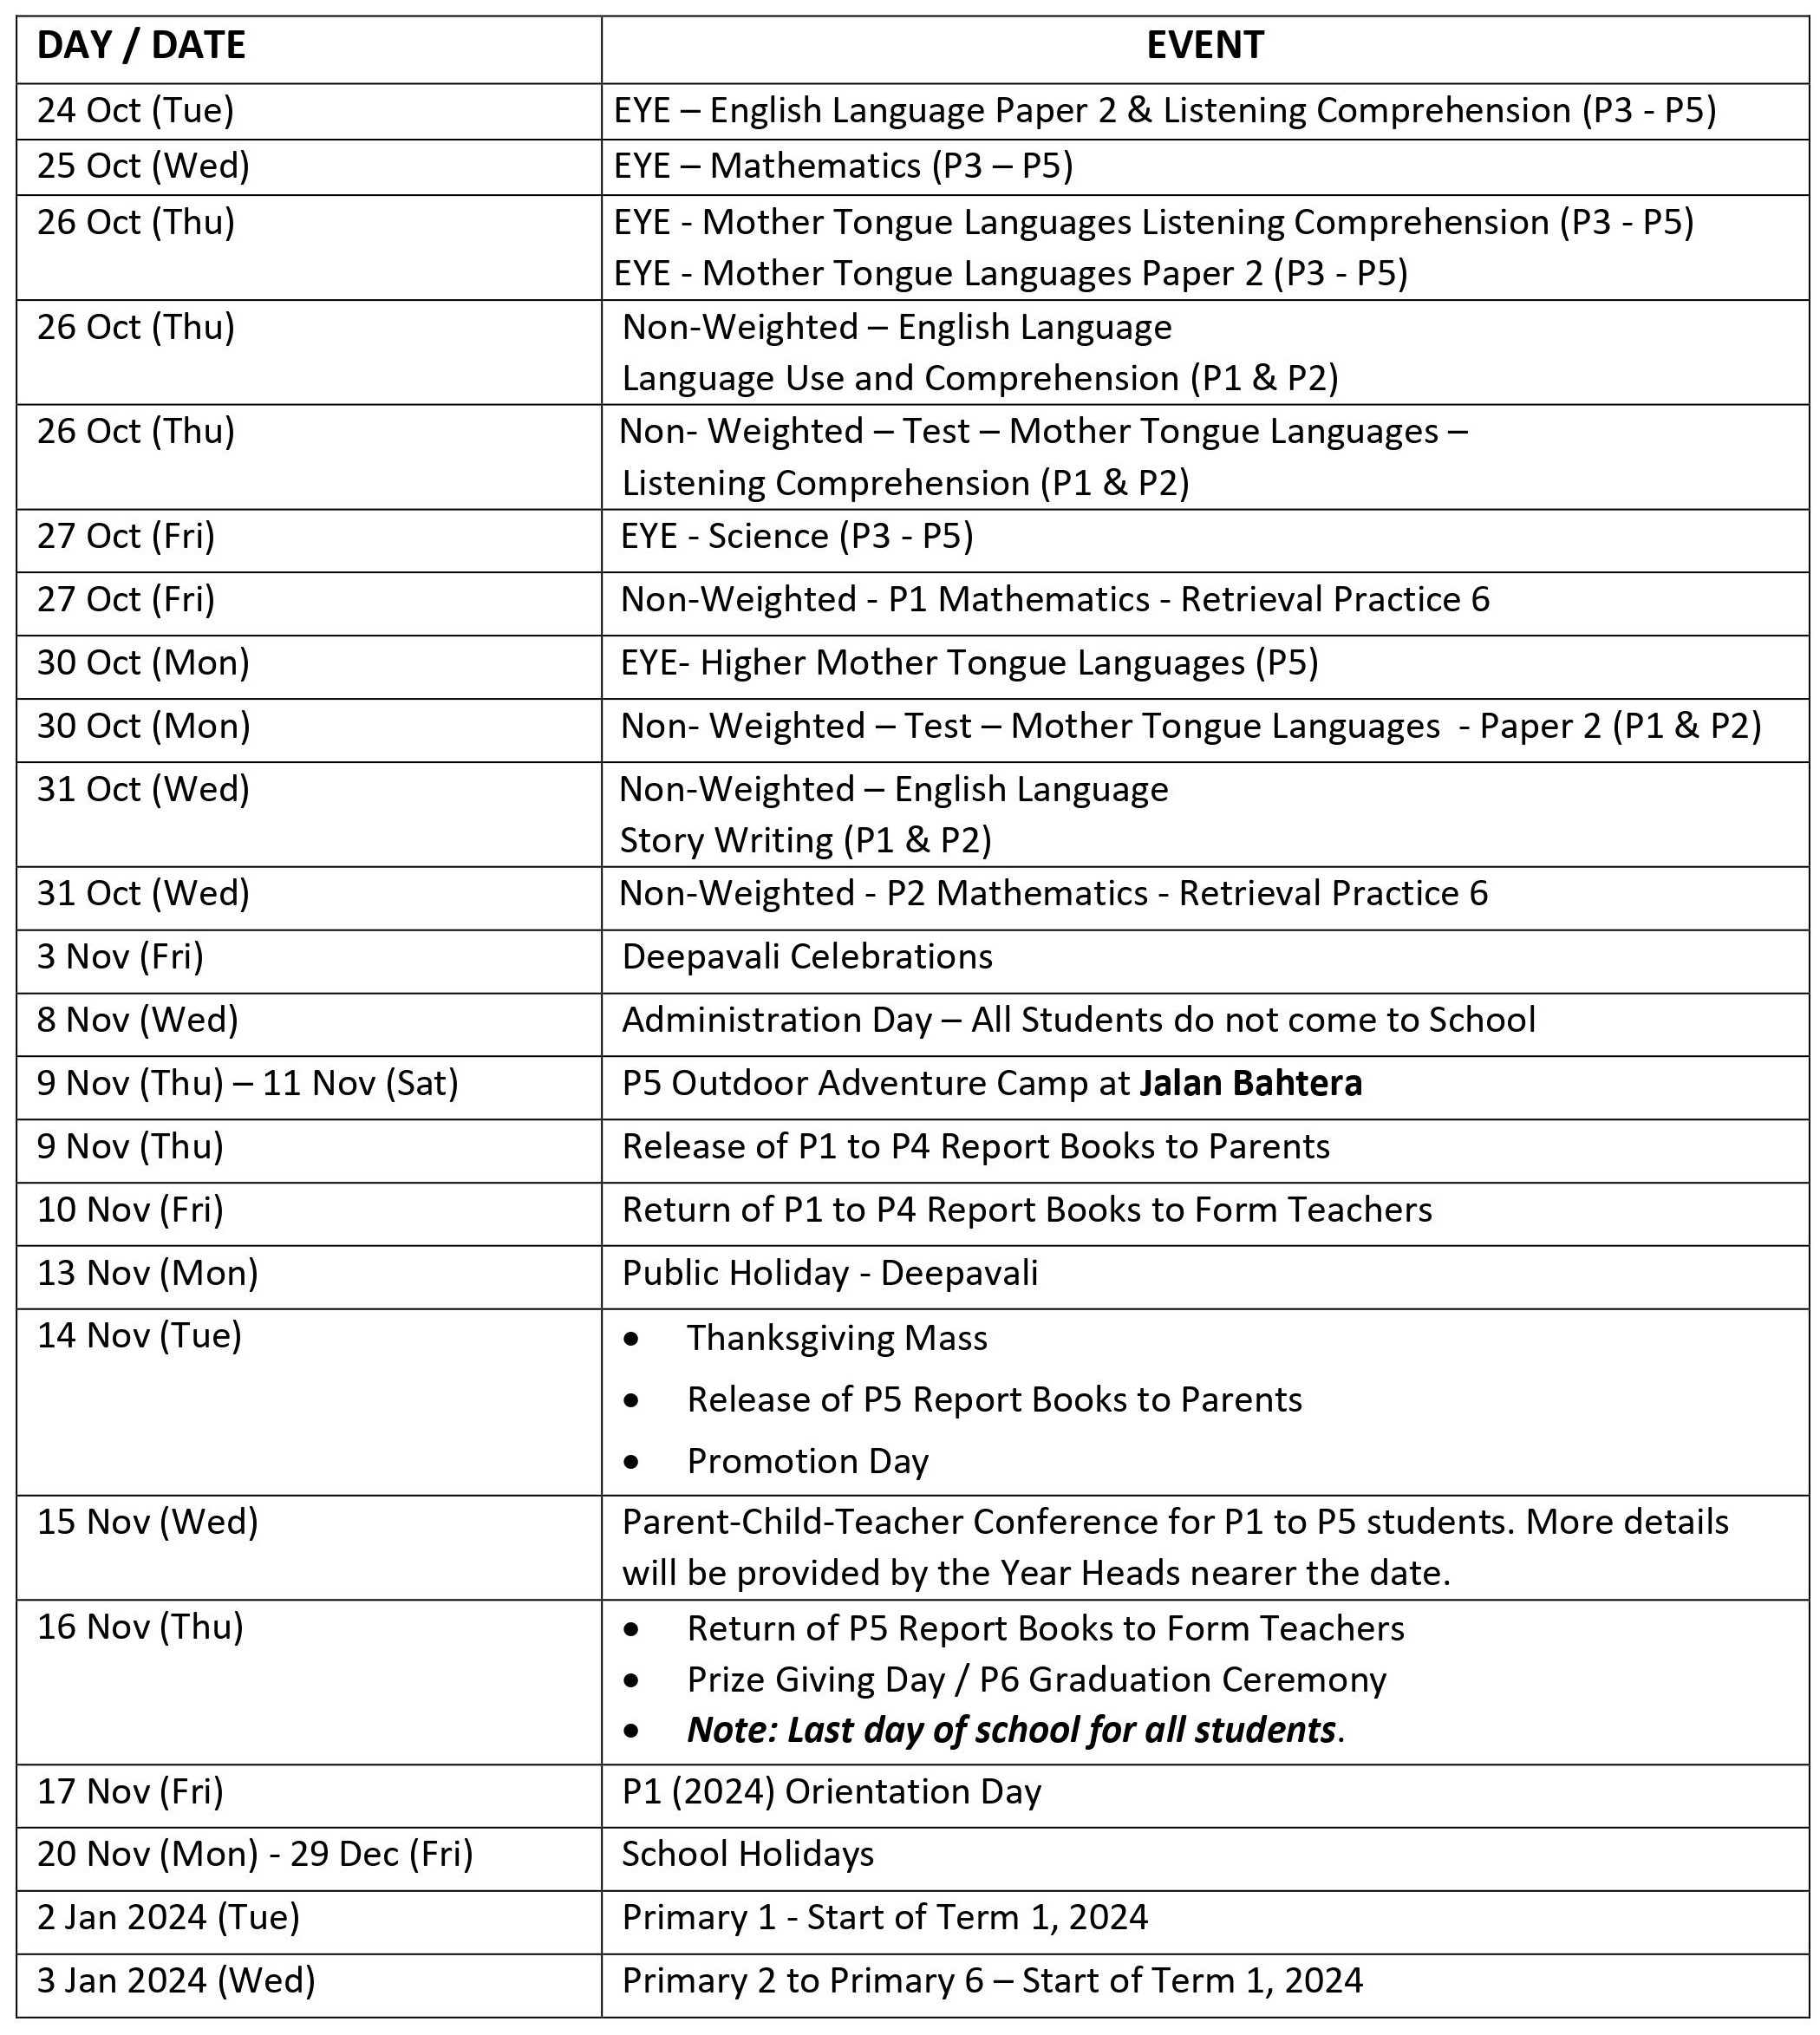 DAY / DATE
EVENT
24 Oct (Tue)
EYE – English Language Paper 2 & Listening Comprehension (P3 - P5)
25 Oct (Wed)
EYE – Mathematics (P3 – P5)
26 Oct (Thu)
EYE - Mother Tongue Languages Listening Comprehension (P3 - P5)
EYE - Mother Tongue Languages Paper 2 (P3 - P5)
26 Oct (Thu)
Non-Weighted – English Language
Language Use and Comprehension (P1 & P2)
26 Oct (Thu)
Non- Weighted – Test – Mother Tongue Languages –
Listening Comprehension (P1 & P2)
27 Oct (Fri)
EYE - Science (P3 - P5)
27 Oct (Fri)
Non-Weighted - P1 Mathematics - Retrieval Practice 6
30 Oct (Mon)
EYE- Higher Mother Tongue Languages (P5)
30 Oct (Mon)
Non- Weighted – Test – Mother Tongue Languages  - Paper 2 (P1 & P2)
31 Oct (Wed)
Non-Weighted – English Language
Story Writing (P1 & P2)
31 Oct (Wed)
Non-Weighted - P2 Mathematics - Retrieval Practice 6
3 Nov (Fri)
Deepavali Celebrations
8 Nov (Wed)
Administration Day – All Students do not come to School
9 Nov (Thu) – 11 Nov (Sat)
P5 Outdoor Adventure Camp at Jalan Bahtera
9 Nov (Thu)
Release of P1 to P4 Report Books to Parents
10 Nov (Fri)
Return of P1 to P4 Report Books to Form Teachers
13 Nov (Mon)
Public Holiday - Deepavali
14 Nov (Tue)
• Thanksgiving Mass
• Release of P5 Report Books to Parents
• Promotion Day
15 Nov (Wed)
Parent-Child-Teacher Conference for P1 to P5 students. More details
will be provided by the Year Heads nearer the date.
16 Nov (Thu)
• Return of P5 Report Books to Form Teachers
• Prize Giving Day / P6 Graduation Ceremony
• Note: Last day of school for all students.
17 Nov (Fri)
P1 (2024) Orientation Day
20 Nov (Mon) - 29 Dec (Fri)
School Holidays
2 Jan 2024 (Tue)
Primary 1 - Start of Term 1, 2024
3 Jan 2024 (Wed)
Primary 2 to Primary 6 – Start of Term 1, 2024